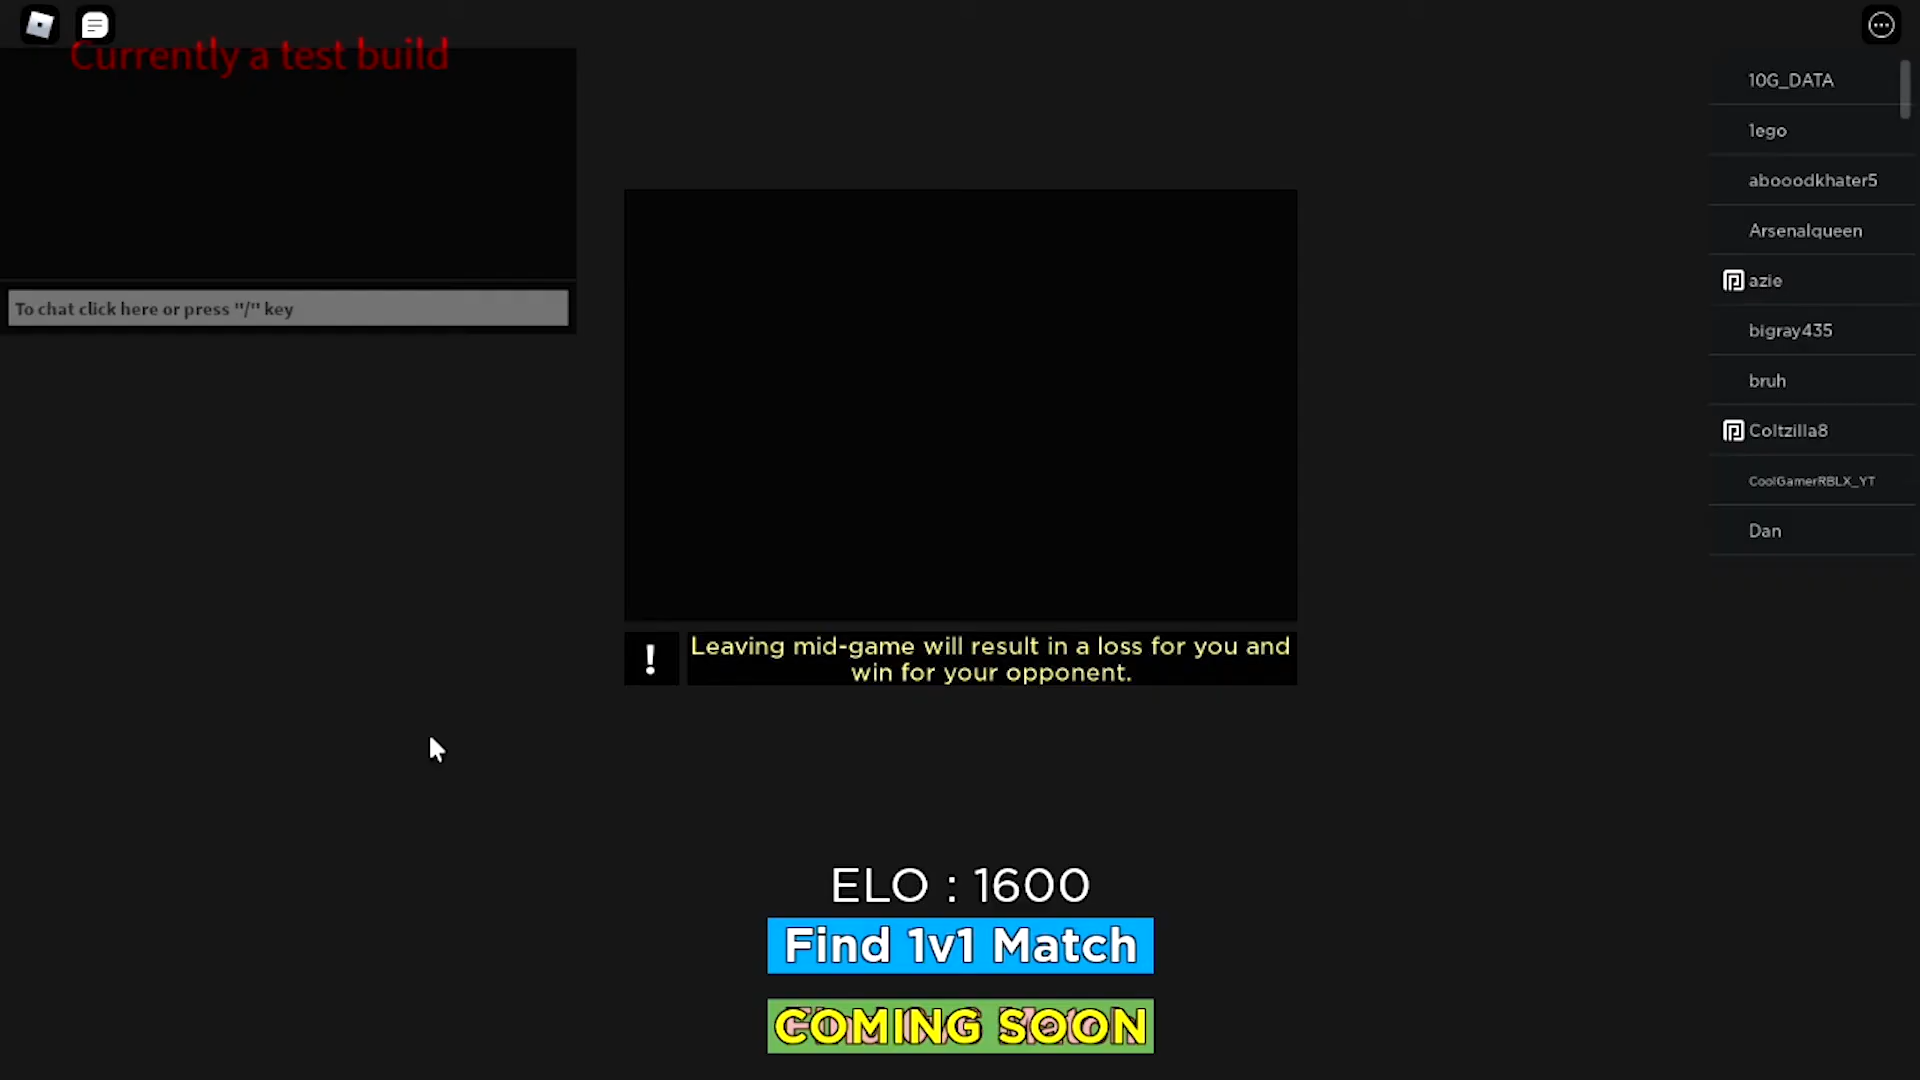 Currently a test build
To chat click here or press "/" key
10G_DATA
1ego
abooodkhater5
Arsenalqueen
azie
bigray435
bruh
Coltzilla8
CoolGamerRBLX_YT
Dan
!
Leaving mid-game will result in a loss for you and
win for your opponent.
ELO : 1600
Find 1v1 Match
COMING SOON